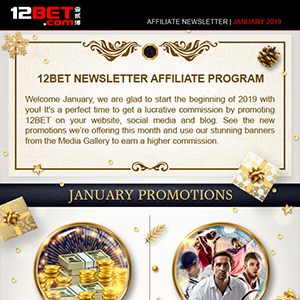 12BET
.com
AFFILIATE NEWSLETTER | JANUARY 2019
12BET NEWSLETTER AFFILIATE PROGRAM
Welcome January, we are glad to start the beginning of 2019 with
you! It's a perfect time to get a lucrative commission by promoting
12BET on your website, social media and blog. See the new
promotions we're offering this month and use our stunning banners
from the Media Gallery to earn a higher commission.
JANUARY PROMOTIONS